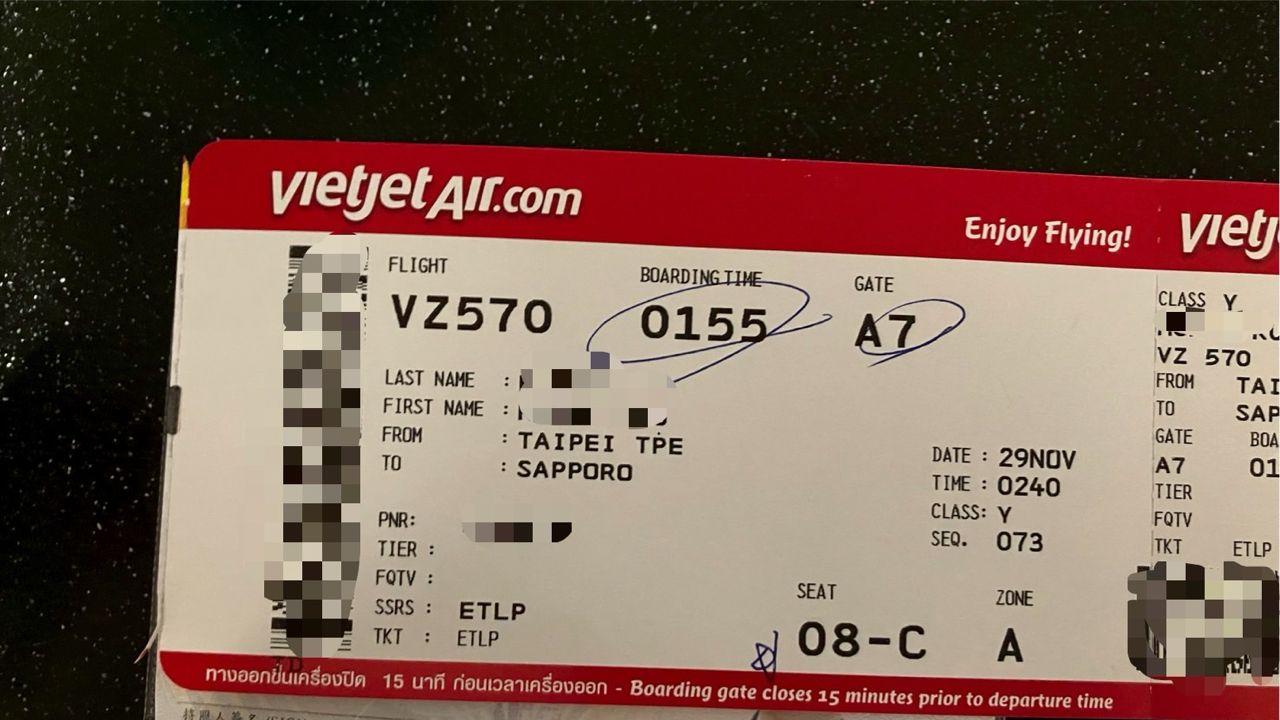 vietjetAir.com
Enjoy Flying!
FLIGHT BOARDING TIME GATE
VZ570 0155 A7
LAST NAME :
FIRST NAME :
FROM : TAIPEI TPE
TO : SAPPORO
DATE : 29NOV
TIME : 0240
CLASS: Y
SEQ. 073
PNR:
TIER :
FQTV :
SSRS : ETLP
TKT : ETLP
SEAT ZONE
08-C A
ทางออกขึ้นเครื่องปิด 15 นาที ก่อนเวลาเครื่องออก - Boarding gate closes 15 minutes prior to departure time
vietj
CLASS Y
VZ 570
FROM TAI
TO SAP
GATE BOA
A7 01
TIER
FQTV
TKT ETLP